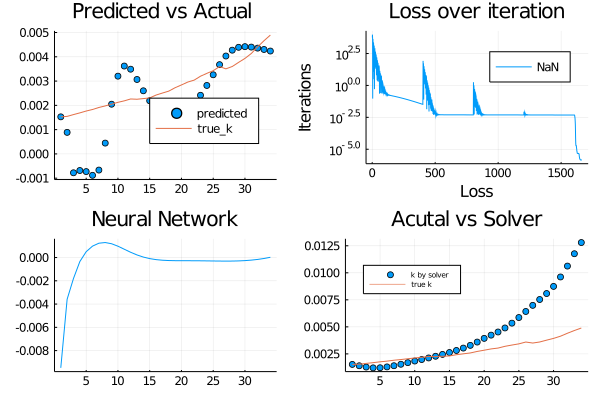 Predicted vs Actual
0.005
0.004
0.003
0.002
0.001
0.000
-0.001
5 10 15 20 25 30
predicted
true_k
Loss over iteration
Iterations
10^2.5
10^0.0
10^-2.5
10^-5.0
0 500 1000 1500
Loss
NaN
Neural Network
0.000
-0.002
-0.004
-0.006
-0.008
5 10 15 20 25 30
Acutal vs Solver
0.0125
0.0100
0.0075
0.0050
0.0025
5 10 15 20 25 30
k by solver
true k